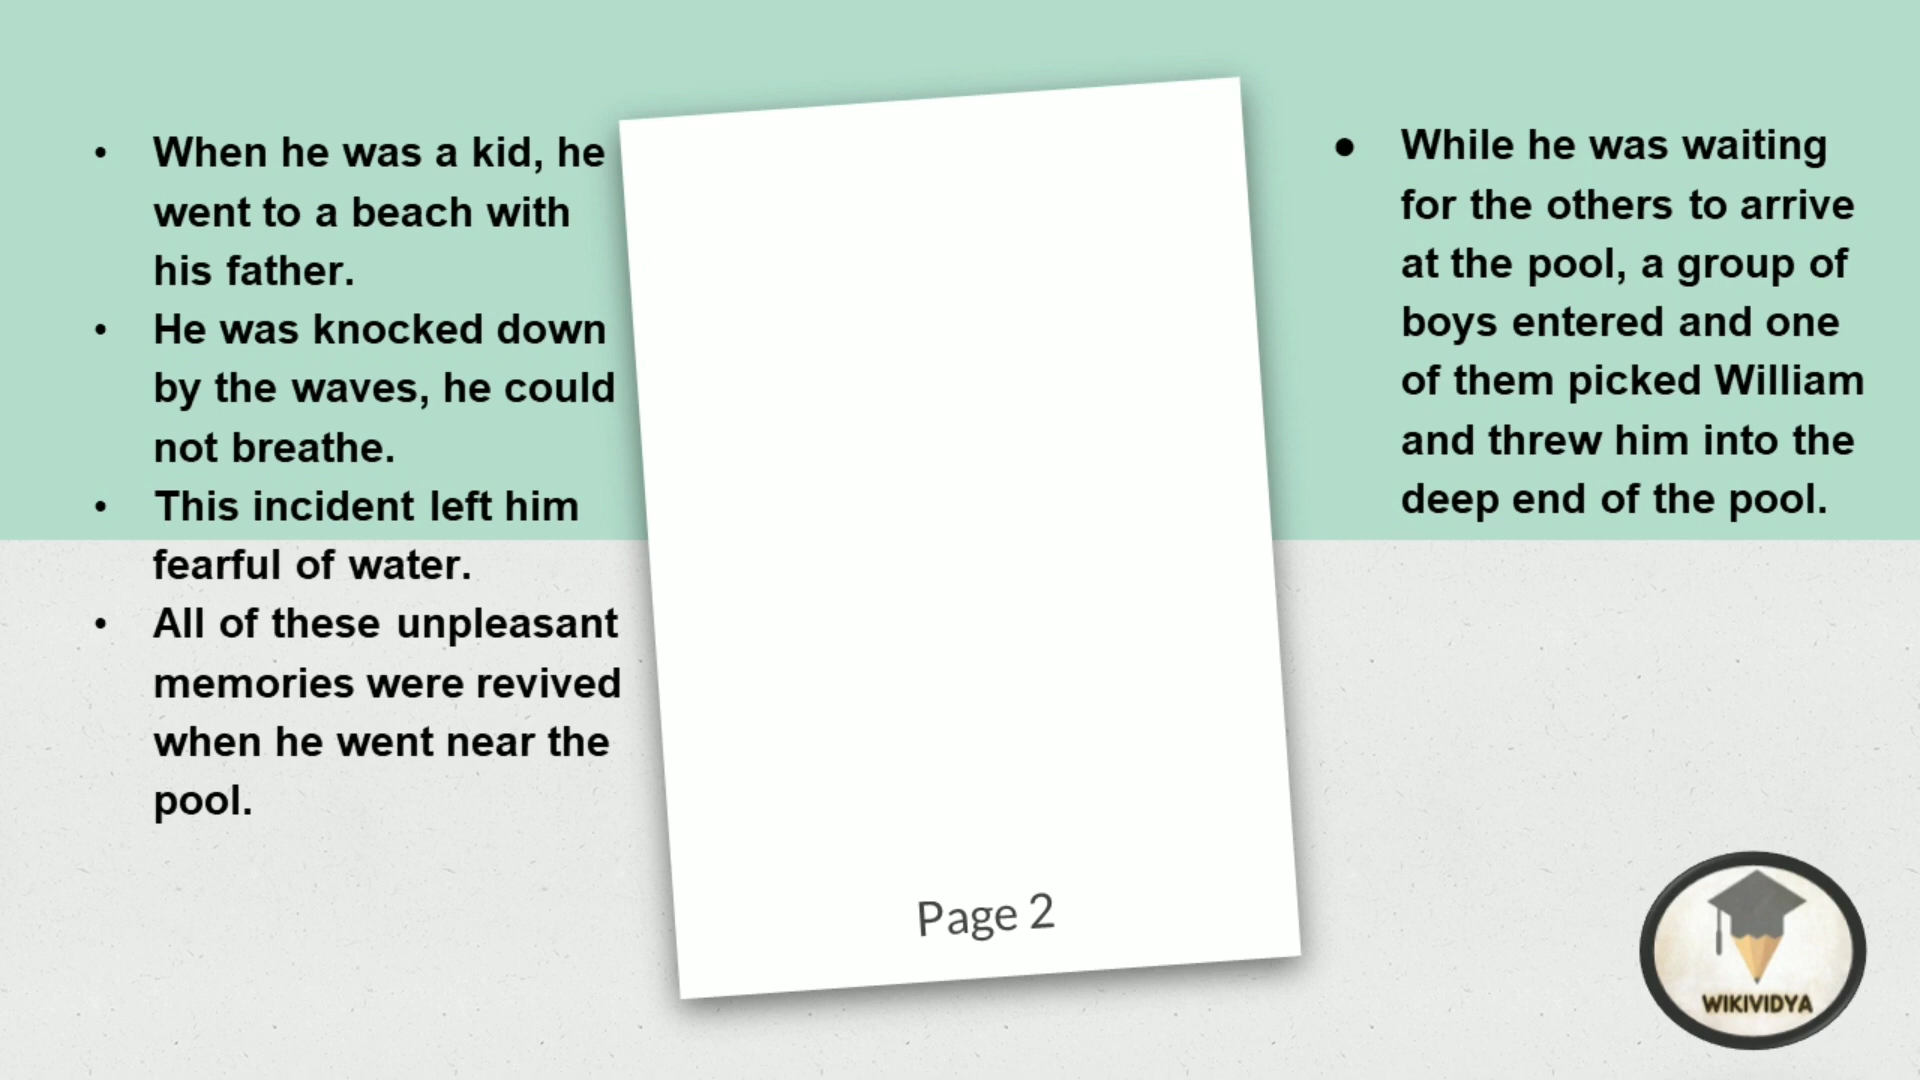 • When he was a kid, he
went to a beach with
his father.
• He was knocked down
by the waves, he could
not breathe.
• This incident left him
fearful of water.
• All of these unpleasant
memories were revived
when he went near the
pool.
Page 2
● While he was waiting
for the others to arrive
at the pool, a group of
boys entered and one
of them picked William
and threw him into the
deep end of the pool.
WIKIVIDYA